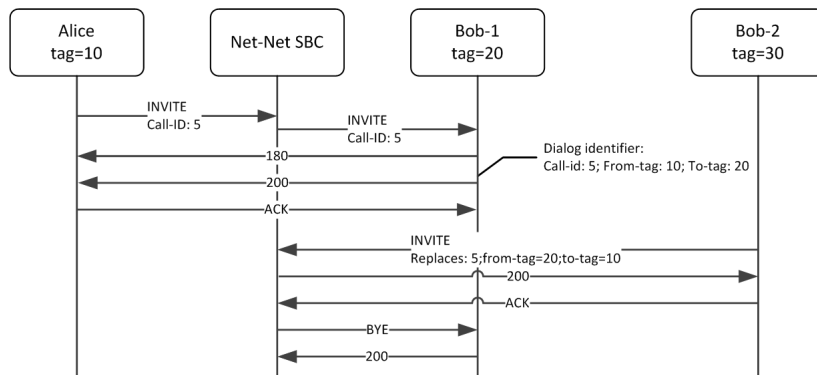 Alice
tag=10
Net-Net SBC
Bob-1
tag=20
Bob-2
tag=30
INVITE
Call-ID: 5
INVITE
Call-ID: 5
180
Dialog identifier:
Call-id: 5; From-tag: 10; To-tag: 20
200
ACK
INVITE
Replaces: 5;from-tag=20;to-tag=10
200
ACK
BYE
200